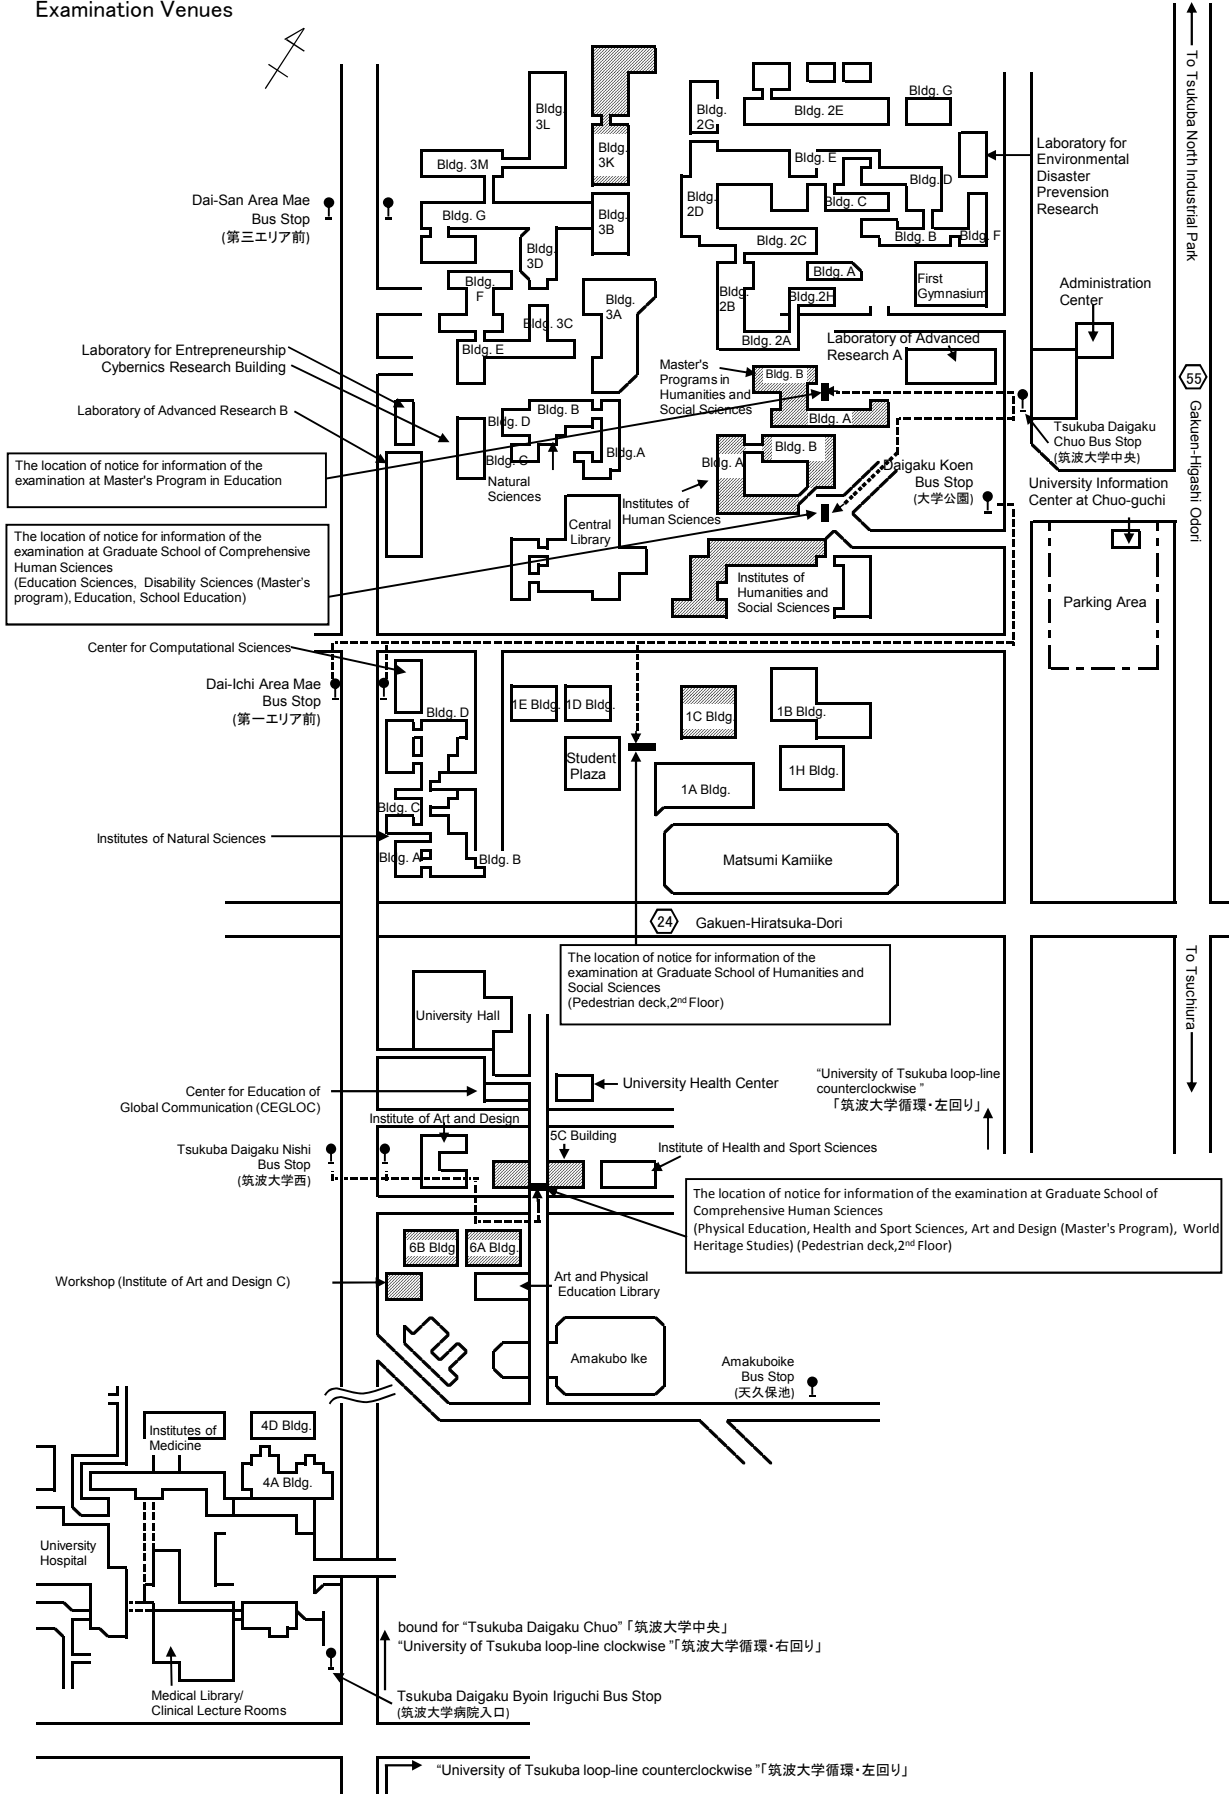 Examination Venues
To Tsukuba North Industrial Park
Bldg.
3L
Bldg.
3K
Bldg.
2G
Bldg. 2E
Bldg. G
Laboratory for
Environmental
Disaster
Prevension
Research
Bldg. 3M
Bldg. E
Bldg. D
Dai-San Area Mae
Bus Stop
(第三エリア前)
Bldg. G
Bldg.
3B
Bldg.
2D
Bldg. C
Bldg. B
Bldg. F
Bldg.
3D
Bldg. 2C
Bldg. A
First
Gymnasium
Bldg.
F
Bldg.
3A
Bldg.
2B
Bldg.2H
Administration
Center
Bldg. 3C
Bldg. 2A
Bldg. E
Laboratory of Advanced
Research A
Laboratory for Entrepreneurship
Cybernics Research Building
Laboratory of Advanced Research B
Master's
Programs in
Humanities and
Social Sciences
Bldg. B
Bldg. A
55
Gakuen-Higashi Odori
Bldg. B
Bldg. D
Bldg. C
Bldg.A
Natural
Sciences
Tsukuba Daigaku
Chuo Bus Stop
(筑波大学中央)
The location of notice for information of the
examination at Master's Program in Education
Bldg. B
Bldg. A
Daigaku Koen
Bus Stop
(大学公園)
University Information
Center at Chuo-guchi
Institutes of
Human Sciences
Central
Library
The location of notice for information of the
examination at Graduate School of Comprehensive
Human Sciences
(Education Sciences, Disability Sciences (Master's
program), Education, School Education)
Institutes of
Humanities and
Social Sciences
Parking Area
Center for Computational Sciences
Dai-Ichi Area Mae
Bus Stop
(第一エリア前)
Bldg. D
1E Bldg.
1D Bldg.
1C Bldg.
1B Bldg.
Student
Plaza
1A Bldg.
1H Bldg.
Bldg. C
Institutes of Natural Sciences
Bldg. A
Bldg. B
Matsumi Kamiike
24
Gakuen-Hiratsuka-Dori
The location of notice for information of the
examination at Graduate School of Humanities and
Social Sciences
(Pedestrian deck,2nd Floor)
To Tsuchiura
University Hall
Center for Education of
Global Communication (CEGLOC)
University Health Center
“University of Tsukuba loop-line
counterclockwise ”
「筑波大学循環・左回り」
Institute of Art and Design
5C Building
Institute of Health and Sport Sciences
Tsukuba Daigaku Nishi
Bus Stop
(筑波大学西)
The location of notice for information of the examination at Graduate School of
Comprehensive Human Sciences
(Physical Education, Health and Sport Sciences, Art and Design (Master's Program), World
Heritage Studies) (Pedestrian deck,2nd Floor)
6B Bldg.
6A Bldg.
Workshop (Institute of Art and Design C)
Art and Physical
Education Library
Amakubo Ike
Amakuboike
Bus Stop
(天久保池)
Institutes of
Medicine
4D Bldg.
4A Bldg.
University
Hospital
bound for “Tsukuba Daigaku Chuo”「筑波大学中央」
“University of Tsukuba loop-line clockwise ”「筑波大学循環・右回り」
Medical Library/
Clinical Lecture Rooms
Tsukuba Daigaku Byoin Iriguchi Bus Stop
(筑波大学病院入口)
“University of Tsukuba loop-line counterclockwise ”「筑波大学循環・左回り」